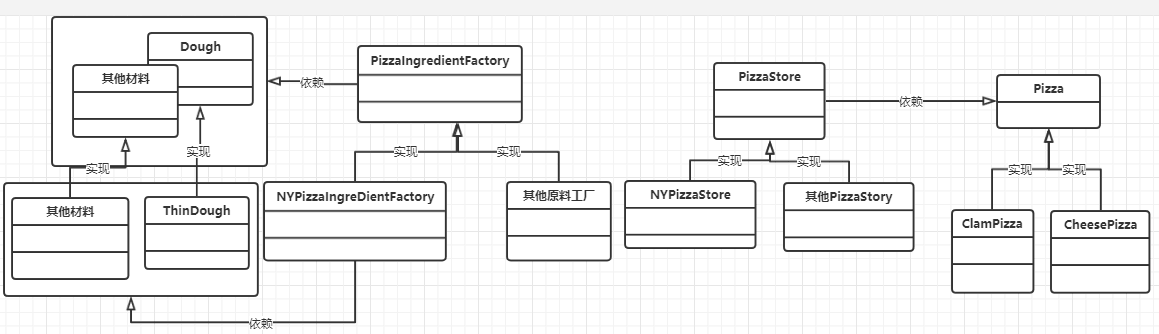 Dough
其他材料
PizzaIngredientFactory
依赖
PizzaStore
依赖
Pizza
实现
实现
实现
实现
实现
实现
实现
实现
其他材料
ThinDough
NYPizzaIngreDientFactory
其他原料工厂
NYPizzaStore
其他PizzaStory
ClamPizza
CheesePizza
依赖